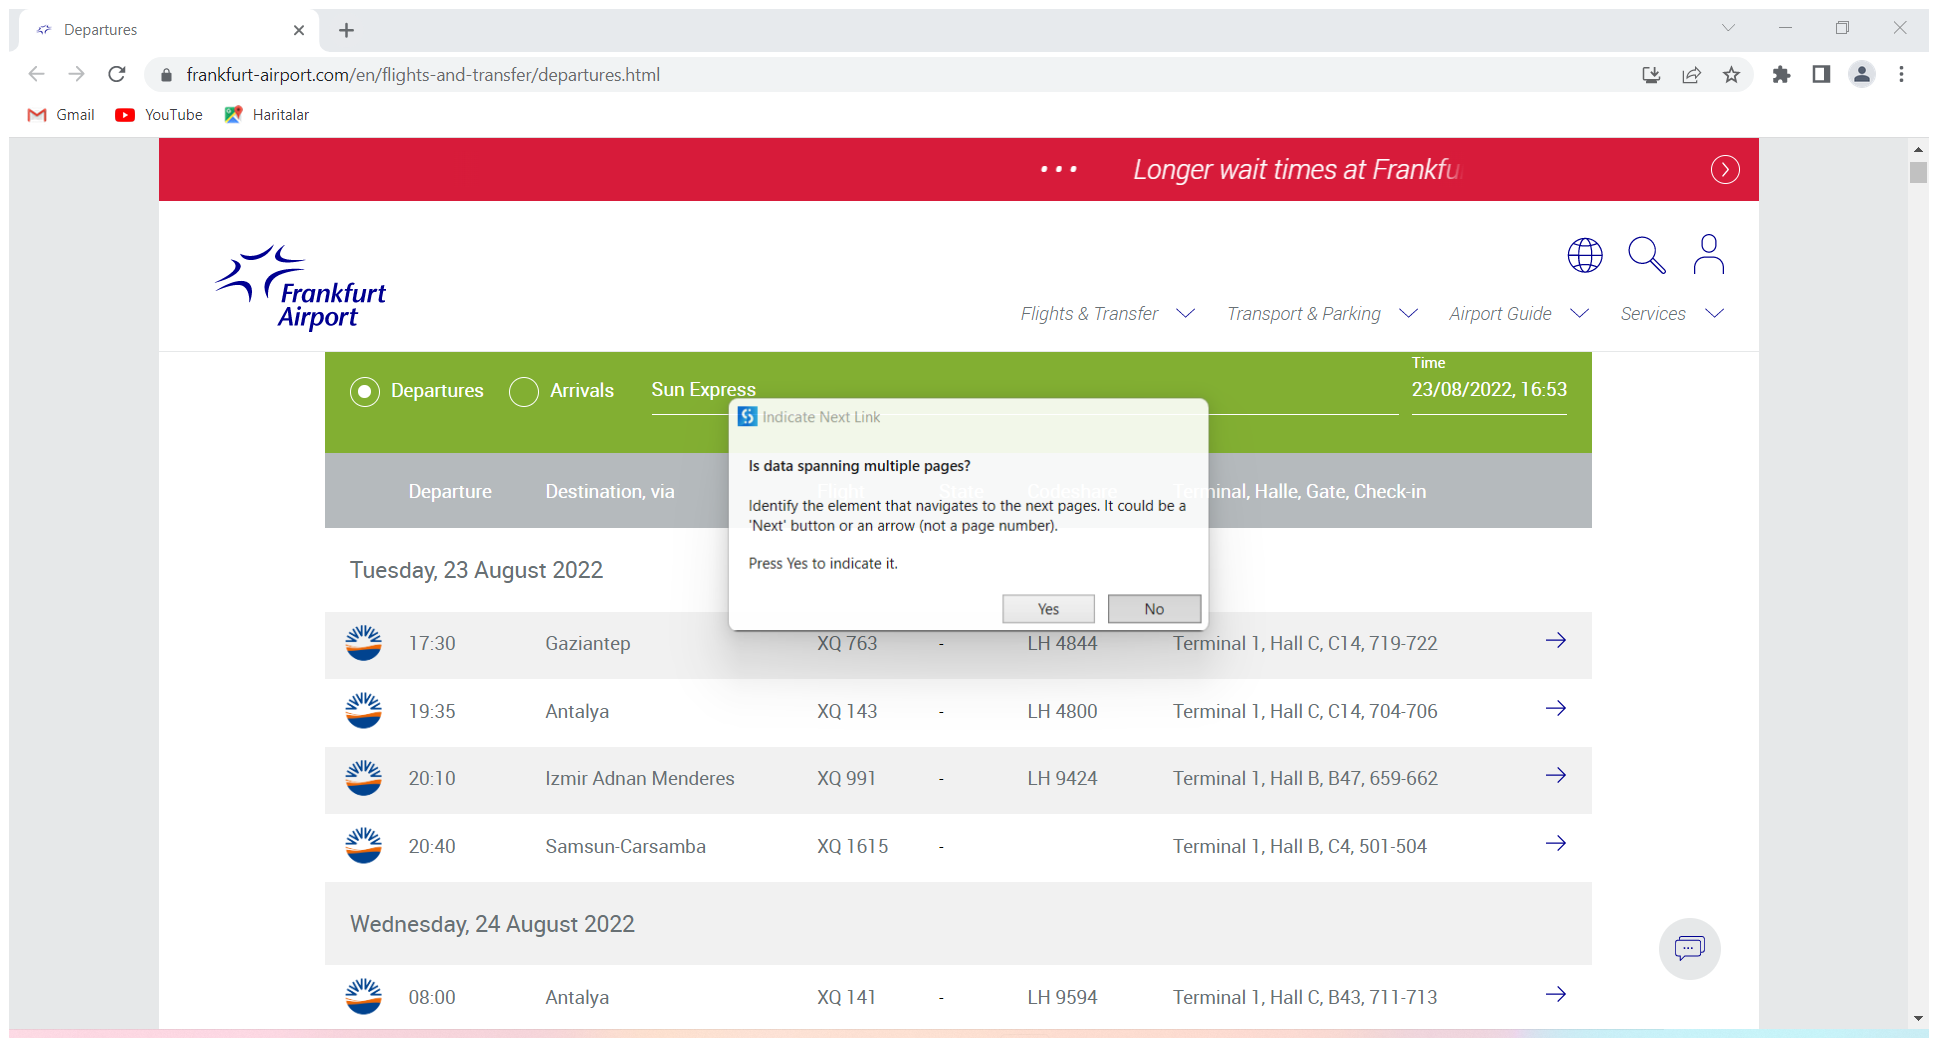 Departures
frankfurt-airport.com/en/flights-and-transfer/departures.html
Gmail YouTube Haritalar
••• Longer wait times at Frankfu
Frankfurt
Airport
Flights & Transfer Transport & Parking Airport Guide Services
Time
Departures Arrivals Sun Express 23/08/2022, 16:53
Indicate Next Link
Is data spanning multiple pages?
Departure Destination, via Flight State Codeshare Terminal, Halle, Gate, Check-in
Identify the element that navigates to the next pages. It could be a
'Next' button or an arrow (not a page number).
Press Yes to indicate it.
Yes No
Tuesday, 23 August 2022
17:30 Gaziantep XQ 763 - LH 4844 Terminal 1, Hall C, C14, 719-722
19:35 Antalya XQ 143 - LH 4800 Terminal 1, Hall C, C14, 704-706
20:10 Izmir Adnan Menderes XQ 991 - LH 9424 Terminal 1, Hall B, B47, 659-662
20:40 Samsun-Carsamba XQ 1615 - Terminal 1, Hall B, C4, 501-504
Wednesday, 24 August 2022
08:00 Antalya XQ 141 - LH 9594 Terminal 1, Hall C, B43, 711-713